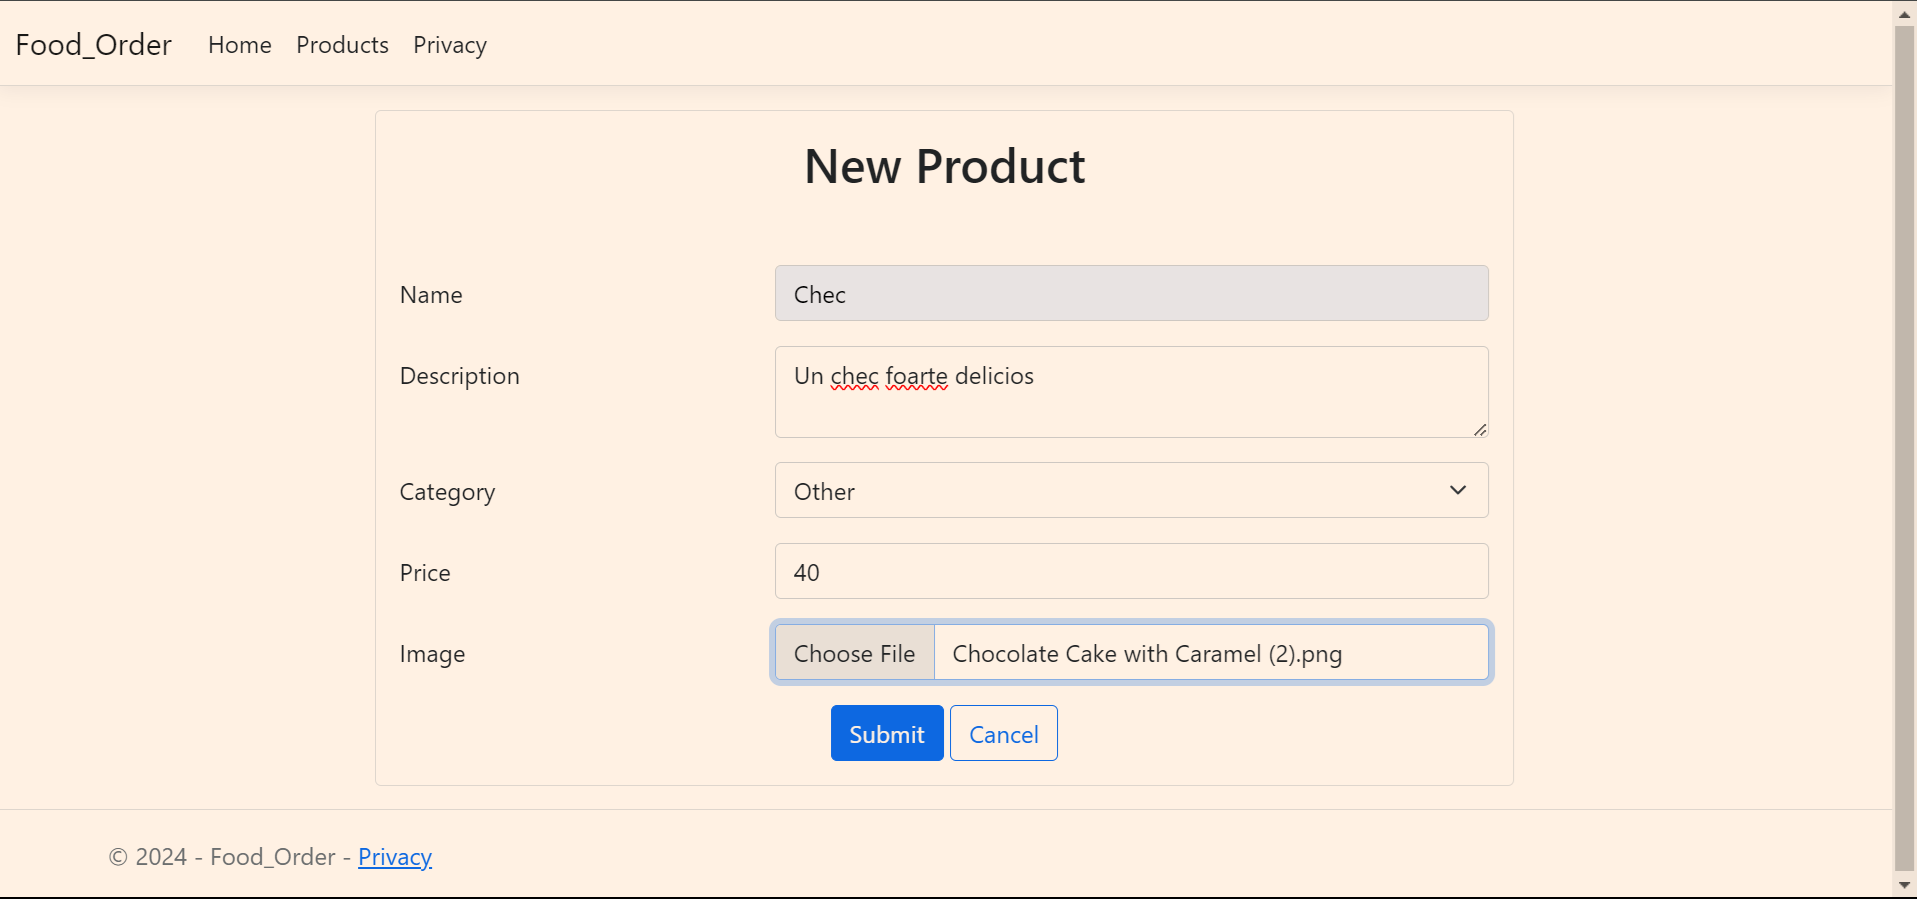 Food_Order Home Products Privacy
New Product
Name Chec
Description Un chec foarte delicios
Category Other
Price 40
Image Choose File Chocolate Cake with Caramel (2).png
Submit Cancel
© 2024 - Food_Order - Privacy